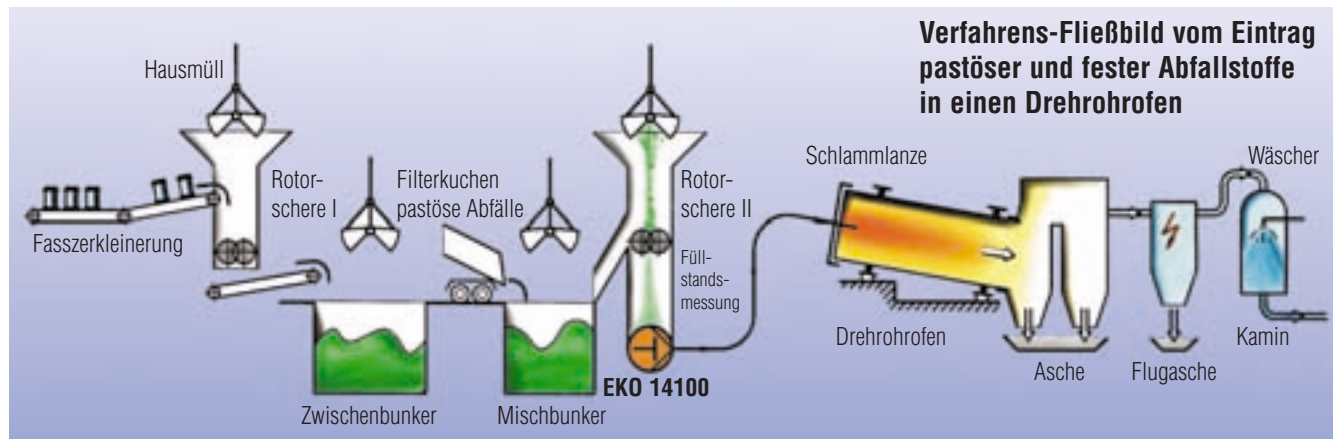 Verfahrens-Fließbild vom Eintrag
pastöser und fester Abfallstoffe
in einen Drehrohrofen
Hausmüll
Fasszerkleinerung
Rotor-
schere I
Filterkuchen
pastöse Abfälle
Rotor-
schere II
Füll-
stands-
messung
EKO 14100
Zwischenbunker
Mischbunker
Schlammlanze
Drehrohrofen
Asche
Flugasche
Wäscher
Kamin